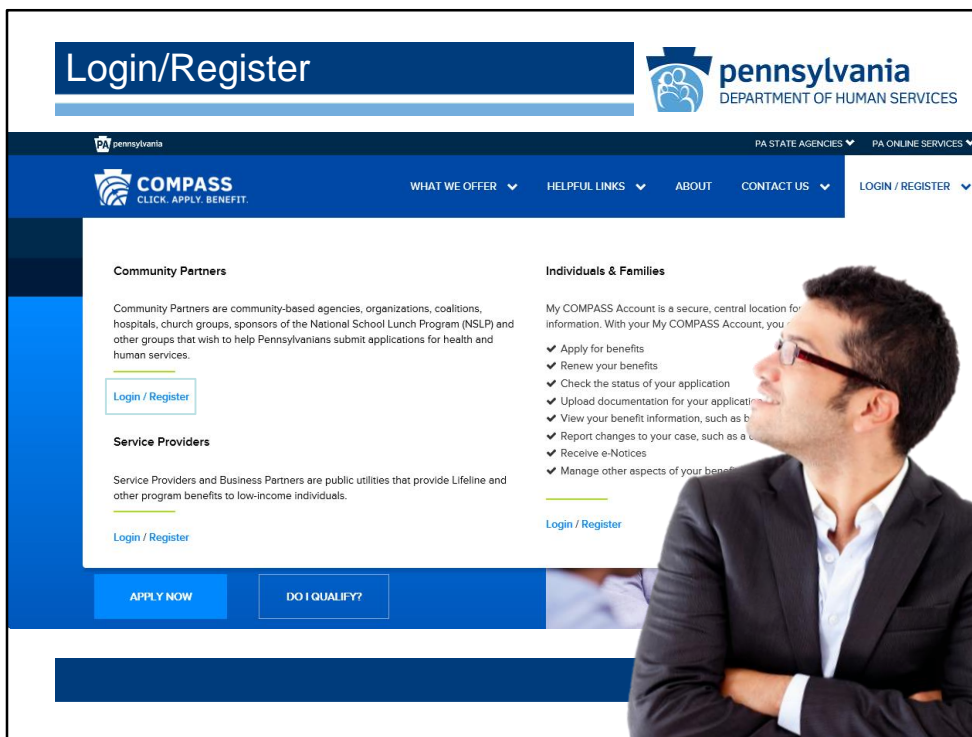 Login/Register
pennsylvania
DEPARTMENT OF HUMAN SERVICES
PA pennsylvania
PA STATE AGENCIES
PA ONLINE SERVICES
COMPASS
CLICK. APPLY. BENEFIT.
WHAT WE OFFER
HELPFUL LINKS
ABOUT
CONTACT US
LOGIN / REGISTER
Community Partners
Community Partners are community-based agencies, organizations, coalitions,
hospitals, church groups, sponsors of the National School Lunch Program (NSLP) and
other groups that wish to help Pennsylvanians submit applications for health and
human services.
Login / Register
Service Providers
Service Providers and Business Partners are public utilities that provide Lifeline and
other program benefits to low-income individuals.
Login / Register
Individuals & Families
My COMPASS Account is a secure, central location for
information. With your My COMPASS Account, you
✔ Apply for benefits
✔ Renew your benefits
✔ Check the status of your application
✔ Upload documentation for your
✔ View your benefit information, such as
✔ Report changes to your case, such as a
✔ Receive e-Notices
✔ Manage other aspects of your
Login / Register
APPLY NOW
DO I QUALIFY?